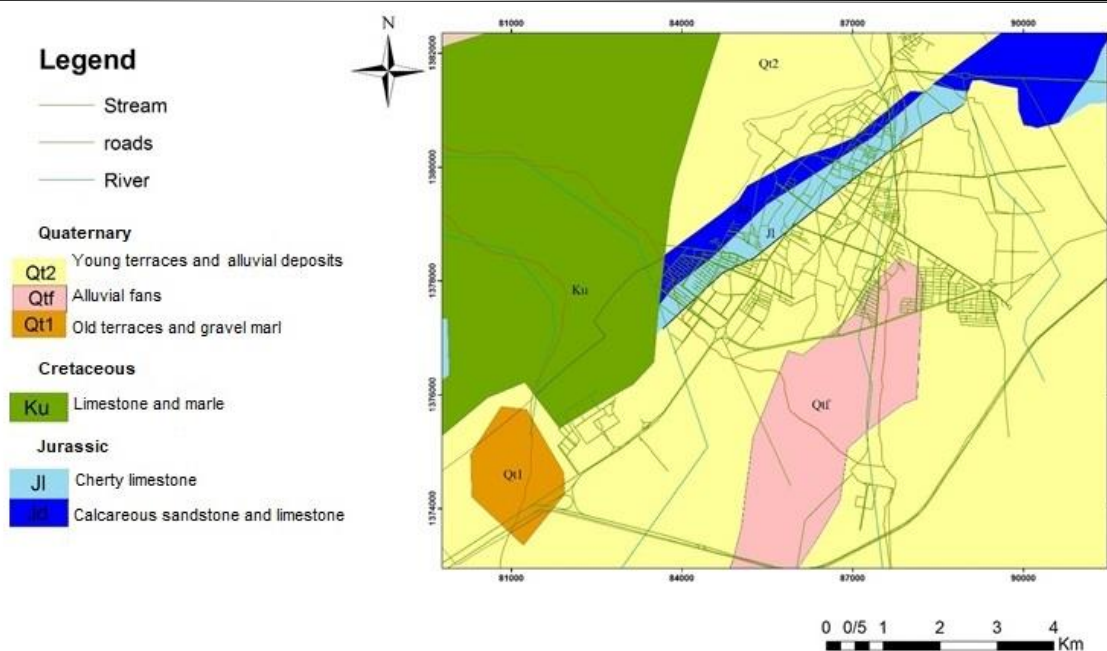 Legend
Stream
roads
River
Quaternary
Qt2 Young terraces and alluvial deposits
Qtf Alluvial fans
Qt1 Old terraces and gravel marl
Cretaceous
Ku Limestone and marle
Jurassic
Jl Cherty limestone
Jd Calcareous sandstone and limestone
N
81000 84000 87000 90000
1382000
1380000
1378000
1376000
1374000
Qt2
Jl
Ku
Qtf
Qt1
81000 84000 87000 90000
0 0/5 1 2 3 4
Km